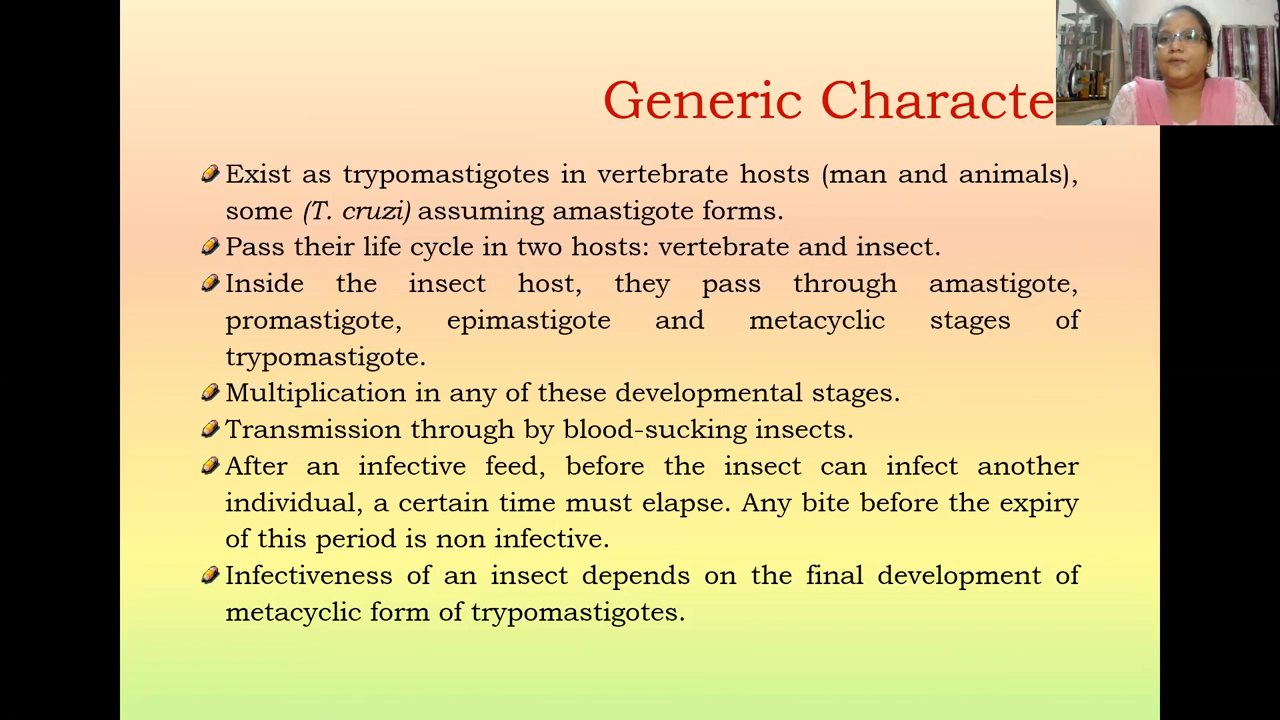 Generic Characte
Exist as trypomastigotes in vertebrate hosts (man and animals),
some (T. cruzi) assuming amastigote forms.
Pass their life cycle in two hosts: vertebrate and insect.
Inside the insect host, they pass through amastigote,
promastigote, epimastigote and metacyclic stages of
trypomastigote.
Multiplication in any of these developmental stages.
Transmission through by blood-sucking insects.
After an infective feed, before the insect can infect another
individual, a certain time must elapse. Any bite before the expiry
of this period is non infective.
Infectiveness of an insect depends on the final development of
metacyclic form of trypomastigotes.